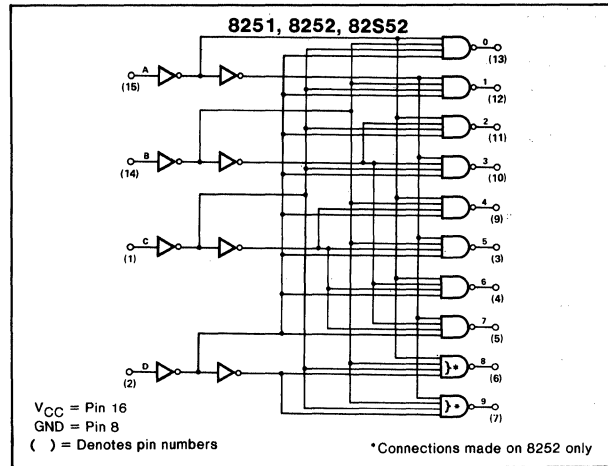 8251, 8252, 82S52
0
(13)
A
(15)
1
(12)
2
(11)
B
(14)
3
(10)
4
(9)
C
(1)
5
(3)
6
(4)
7
(5)
D
(2)
}* 8
(6)
}* 9
(7)
VCC = Pin 16
GND = Pin 8
( ) = Denotes pin numbers
*Connections made on 8252 only